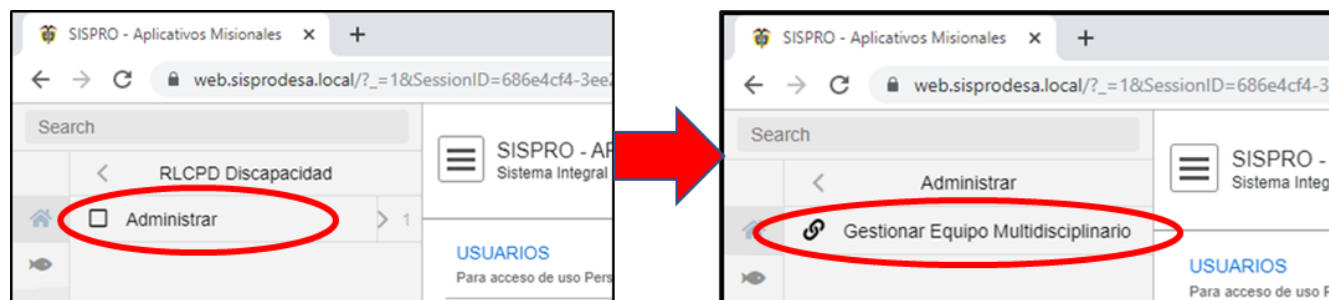 SISPRO - Aplicativos Misionales
web.sisprodesa.local/?_=1&SessionID=686e4cf4-3ee
Search
RLCPD Discapacidad
Administrar
1
SISPRO - AF
Sistema Integral
USUARIOS
Para acceso de uso Pers
SISPRO - Aplicativos Misionales
web.sisprodesa.local/?_=1&SessionID=686e4cf4-3
Search
Administrar
Gestionar Equipo Multidisciplinario
SISPRO -
Sistema Integ
USUARIOS
Para acceso de uso P